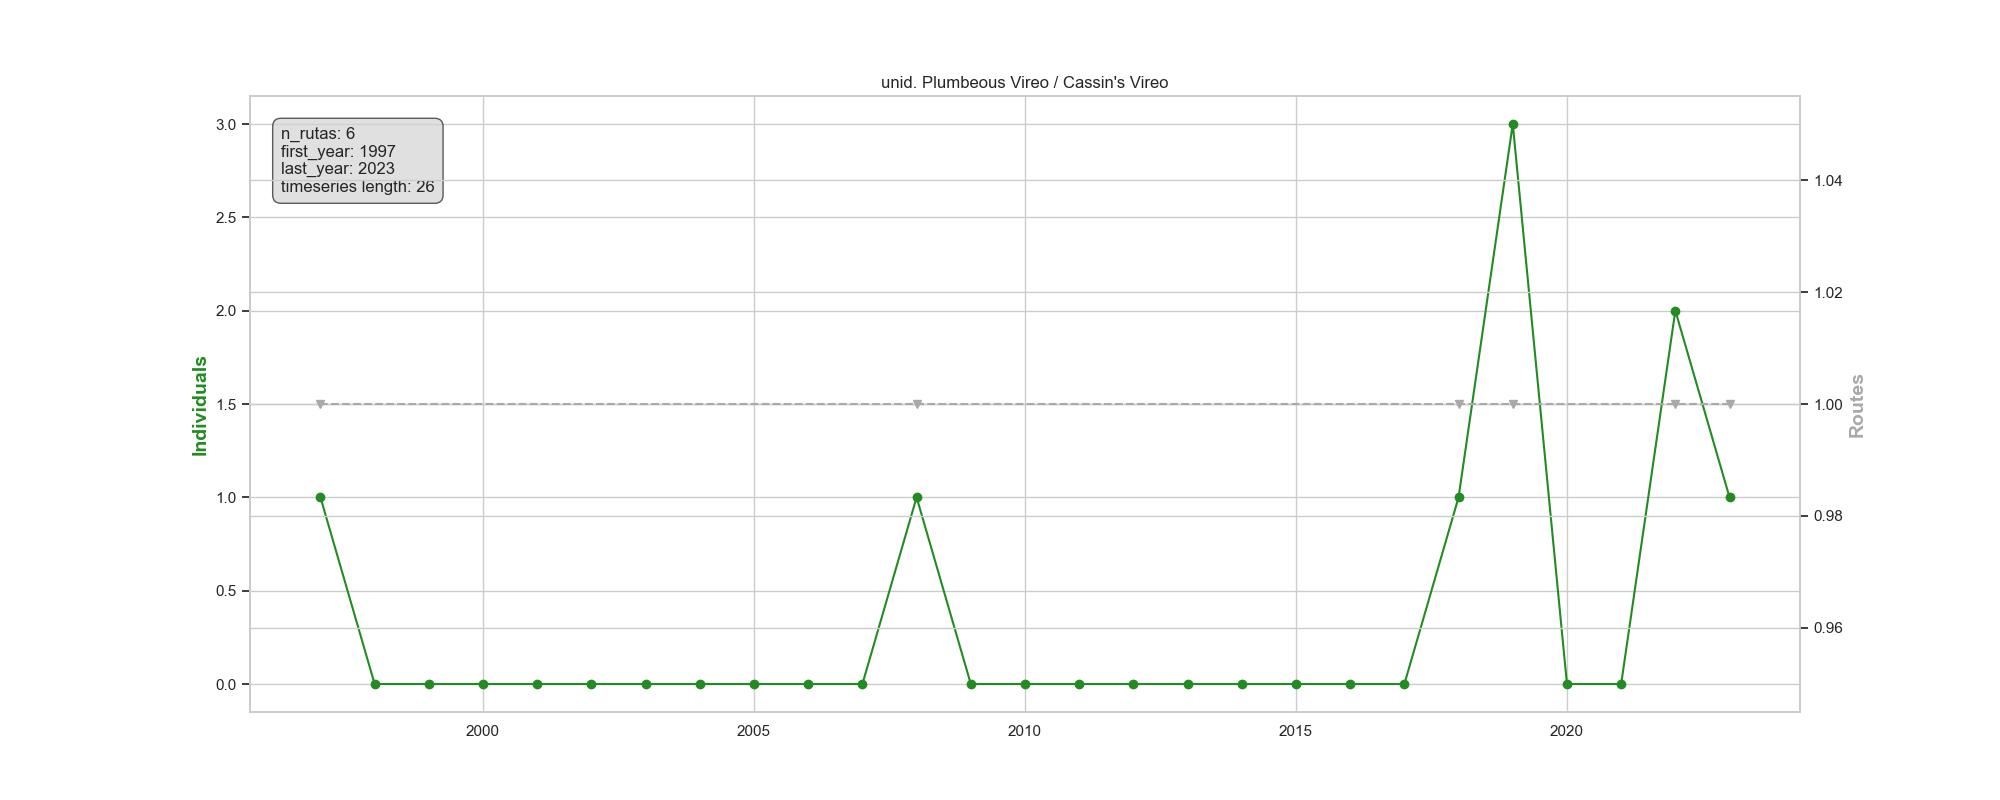 unid. Plumbeous Vireo / Cassin's Vireo
n_rutas: 6
first_year: 1997
last_year: 2023
timeseries length: 26
3.0
2.5
2.0
1.5
1.0
0.5
0.0
Individuals
1.04
1.02
1.00
0.98
0.96
Routes
2000 2005 2010 2015 2020